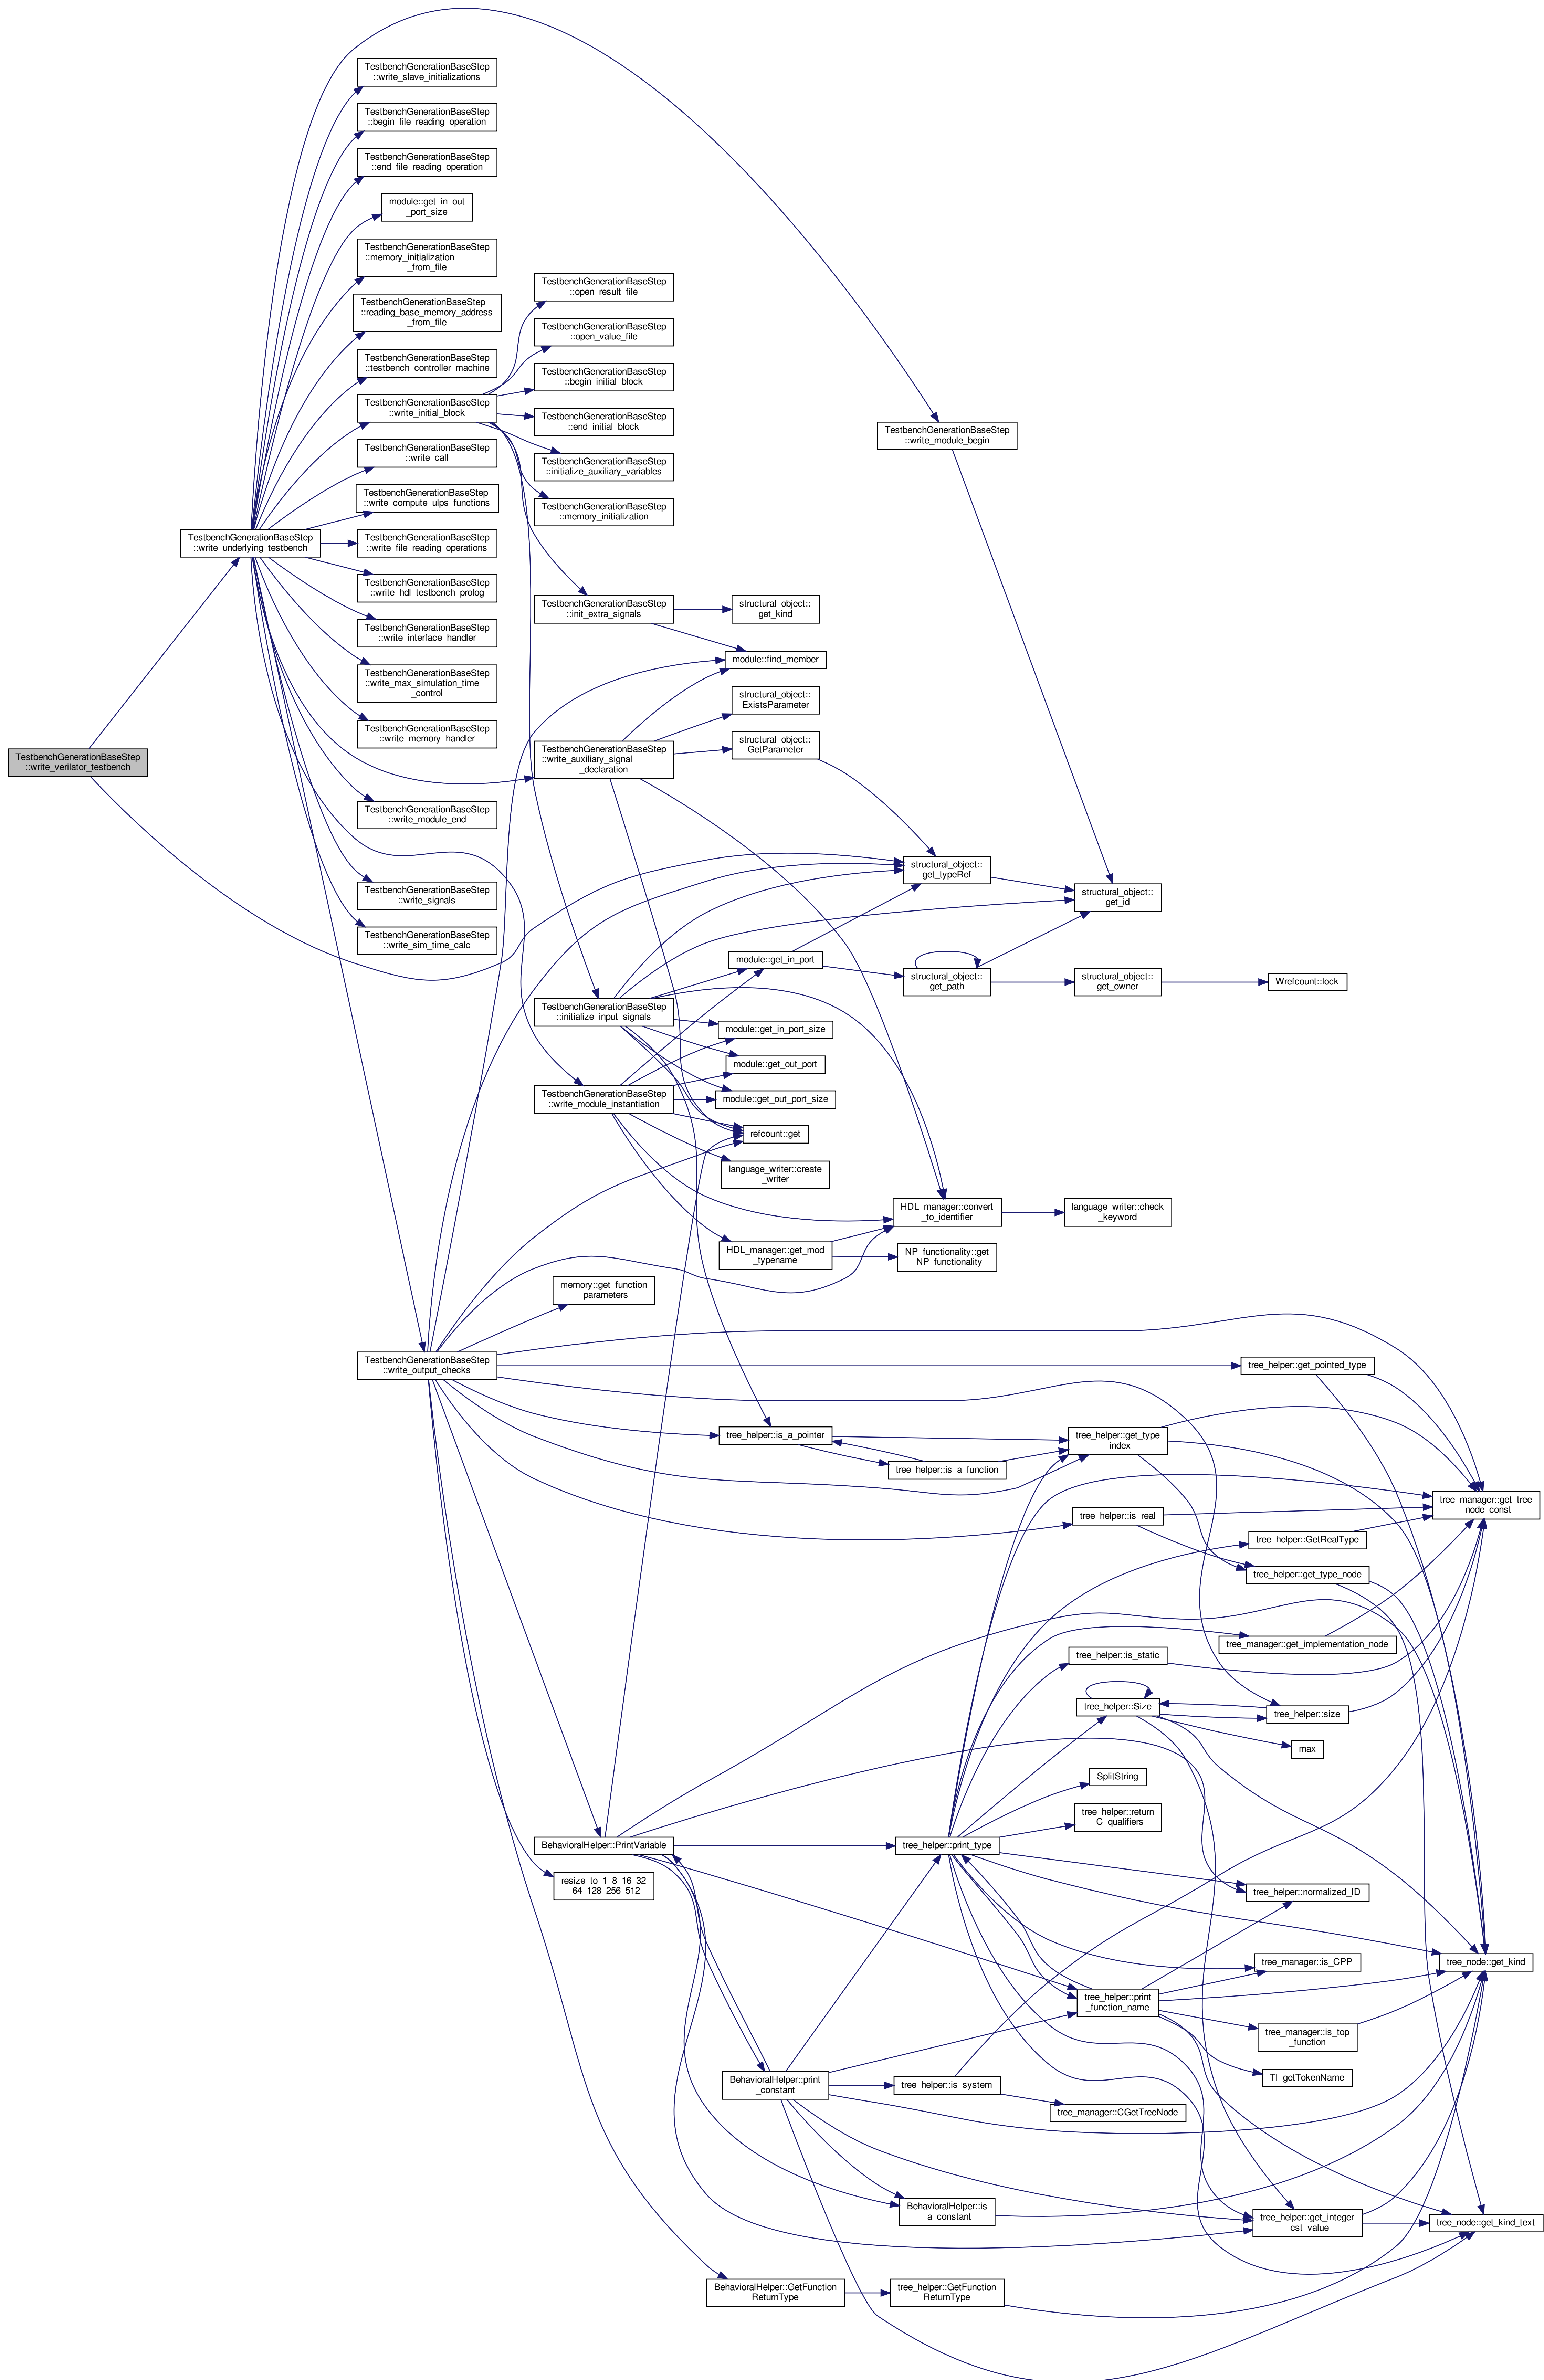 TestbenchGenerationBaseStep
::write_slave_initializations
TestbenchGenerationBaseStep
::begin_file_reading_operation
TestbenchGenerationBaseStep
::end_file_reading_operation
module::get_in_out
_port_size
TestbenchGenerationBaseStep
::memory_initialization
_from_file
TestbenchGenerationBaseStep
::reading_base_memory_address
_from_file
TestbenchGenerationBaseStep
::testbench_controller_machine
TestbenchGenerationBaseStep
::write_initial_block
TestbenchGenerationBaseStep
::write_call
TestbenchGenerationBaseStep
::write_compute_ulps_functions
TestbenchGenerationBaseStep
::write_file_reading_operations
TestbenchGenerationBaseStep
::write_hdl_testbench_prolog
TestbenchGenerationBaseStep
::write_interface_handler
TestbenchGenerationBaseStep
::write_max_simulation_time
_control
TestbenchGenerationBaseStep
::write_memory_handler
TestbenchGenerationBaseStep
::write_module_end
TestbenchGenerationBaseStep
::write_signals
TestbenchGenerationBaseStep
::write_sim_time_calc
TestbenchGenerationBaseStep
::write_underlying_testbench
TestbenchGenerationBaseStep
::write_verilator_testbench
TestbenchGenerationBaseStep
::open_result_file
TestbenchGenerationBaseStep
::open_value_file
TestbenchGenerationBaseStep
::begin_initial_block
TestbenchGenerationBaseStep
::end_initial_block
TestbenchGenerationBaseStep
::initialize_auxiliary_variables
TestbenchGenerationBaseStep
::memory_initialization
TestbenchGenerationBaseStep
::init_extra_signals
TestbenchGenerationBaseStep
::write_auxiliary_signal
_declaration
TestbenchGenerationBaseStep
::initialize_input_signals
TestbenchGenerationBaseStep
::write_module_instantiation
TestbenchGenerationBaseStep
::write_module_begin
structural_object::
get_kind
module::find_member
structural_object::
ExistsParameter
structural_object::
GetParameter
structural_object::
get_typeRef
structural_object::
get_id
module::get_in_port
structural_object::
get_path
structural_object::
get_owner
Wrefcount::lock
module::get_in_port_size
module::get_out_port
module::get_out_port_size
refcount::get
language_writer::create
_writer
HDL_manager::convert
_to_identifier
language_writer::check
_keyword
HDL_manager::get_mod
_typename
NP_functionality::get
_NP_functionality
memory::get_function
_parameters
TestbenchGenerationBaseStep
::write_output_checks
tree_helper::get_pointed_type
tree_helper::is_a_pointer
tree_helper::get_type
_index
tree_helper::is_a_function
tree_manager::get_tree
_node_const
tree_helper::is_real
tree_helper::GetRealType
tree_helper::get_type_node
tree_manager::get_implementation_node
tree_helper::is_static
tree_helper::Size
tree_helper::size
max
SplitString
tree_helper::return
_C_qualifiers
BehavioralHelper::PrintVariable
tree_helper::print_type
resize_to_1_8_16_32
_64_128_256_512
tree_helper::normalized_ID
tree_manager::is_CPP
tree_node::get_kind
tree_helper::print
_function_name
tree_manager::is_top
_function
TI_getTokenName
BehavioralHelper::print
_constant
tree_helper::is_system
tree_manager::CGetTreeNode
BehavioralHelper::is
_a_constant
tree_helper::get_integer
_cst_value
tree_node::get_kind_text
BehavioralHelper::GetFunction
ReturnType
tree_helper::GetFunction
ReturnType